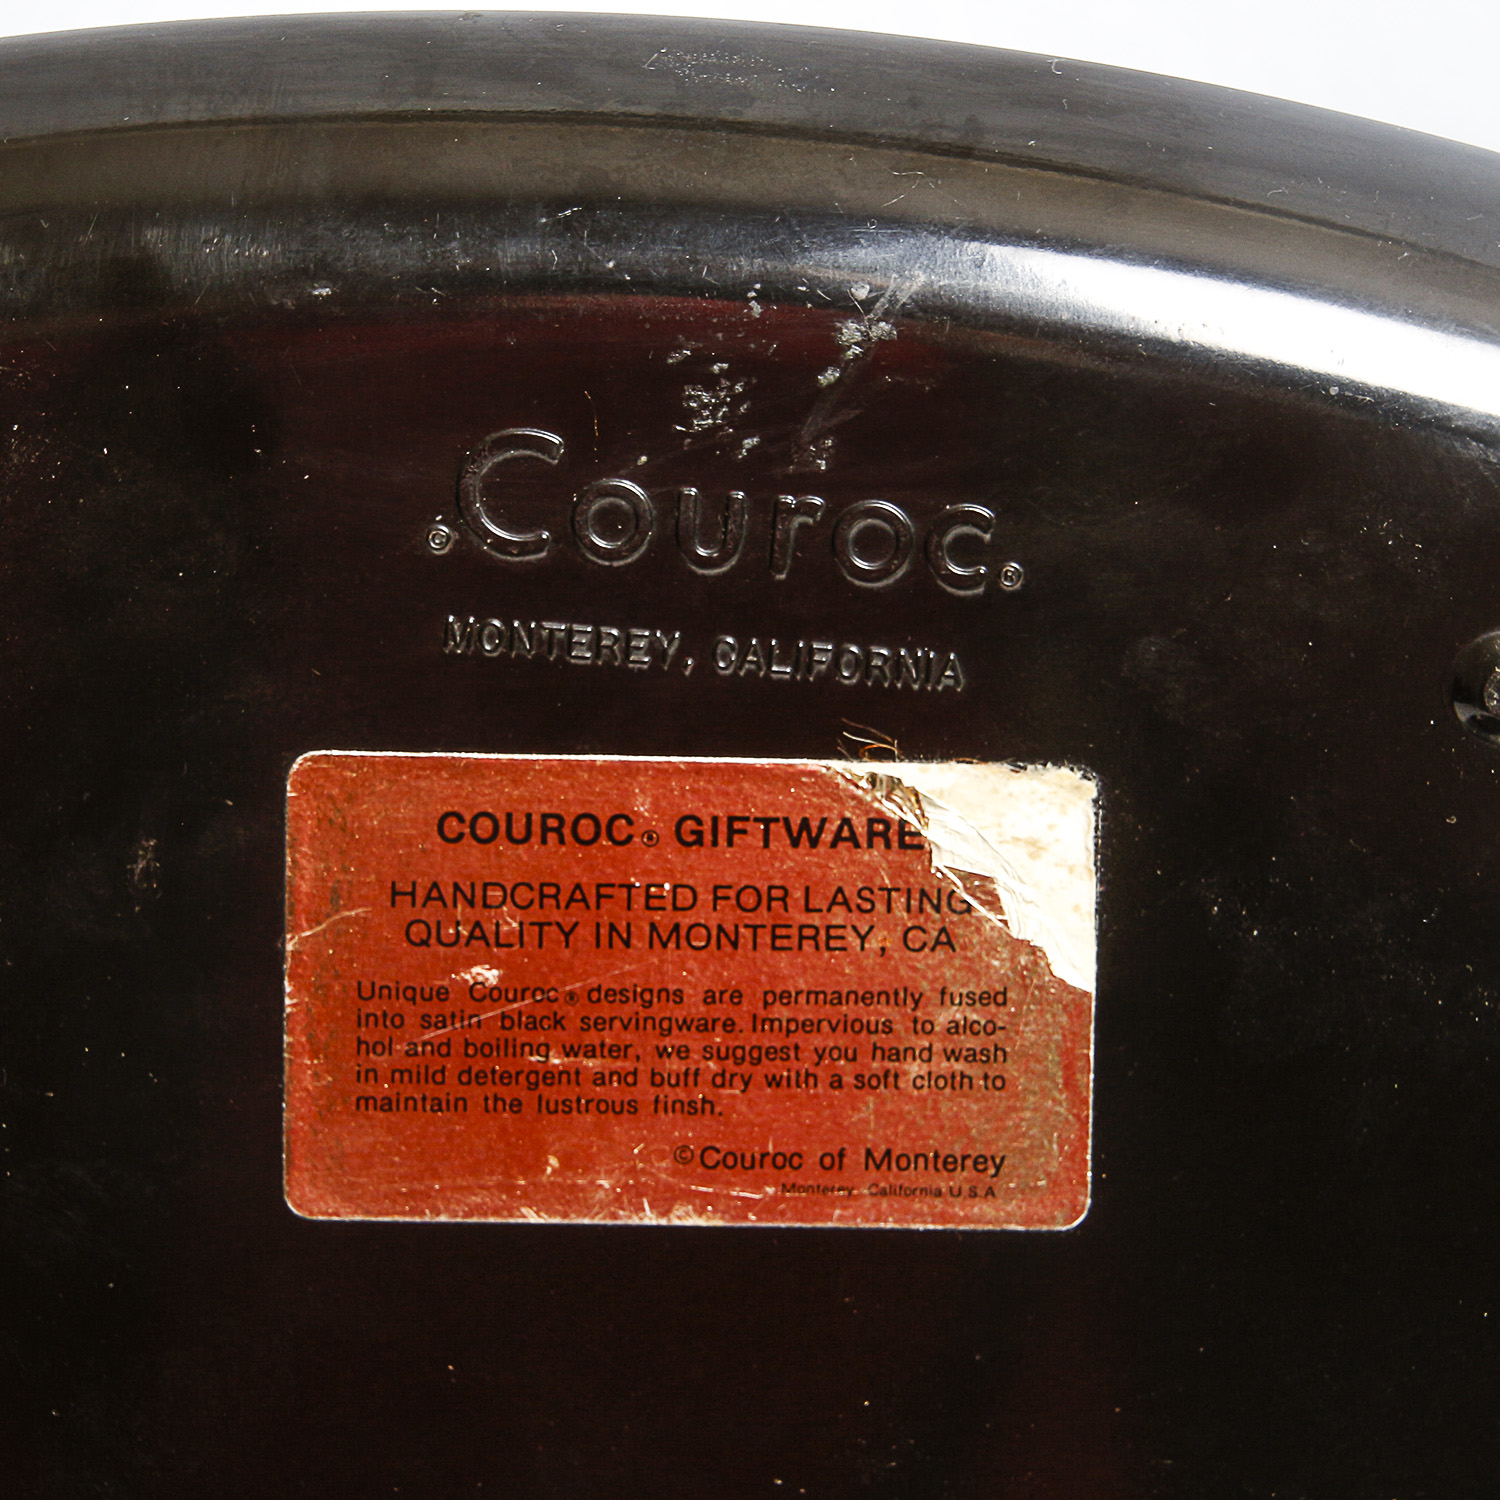 © Couroc ®
MONTEREY, CALIFORNIA
COUROC ® GIFTWARE
HANDCRAFTED FOR LASTING
QUALITY IN MONTEREY, CA
Unique Couroc ® designs are permanently fused
into satin black servingware. Impervious to alco-
hol and boiling water, we suggest you hand wash
in mild detergent and buff dry with a soft cloth to
maintain the lustrous finsh.
© Couroc of Monterey
Monterey, California U.S.A